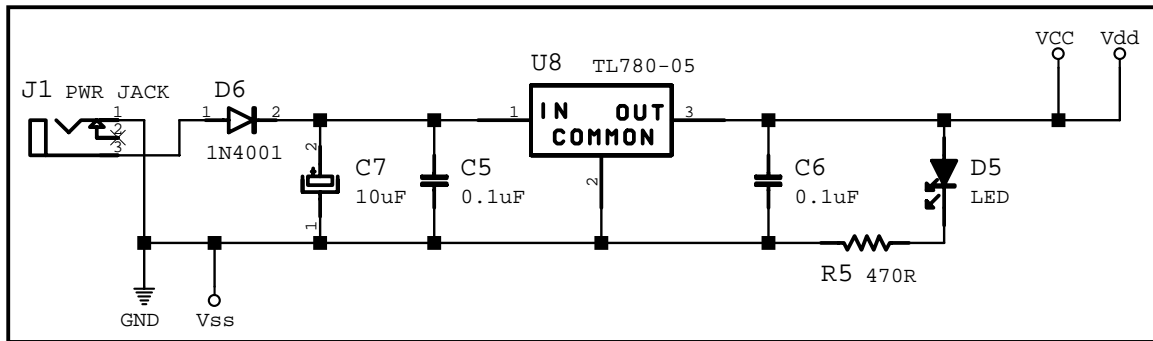 VCC
Vdd
U8 TL780-05
J1 PWR JACK
D6
1
2
3
1
2
1N4001
1
IN OUT
COMMON
3
2
2
1
C7
10uF
C5
0.1uF
C6
0.1uF
D5
LED
R5 470R
GND
Vss